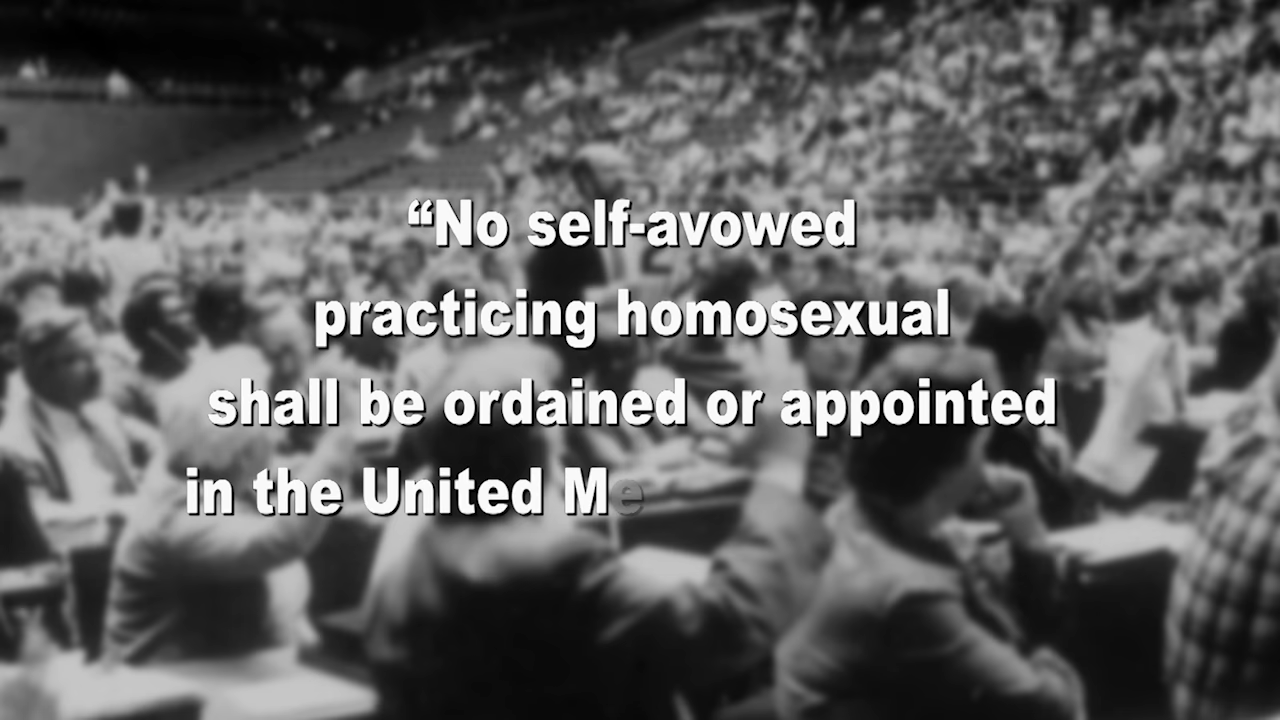 “No self-avowed
practicing homosexual
shall be ordained or appointed
in the United Me